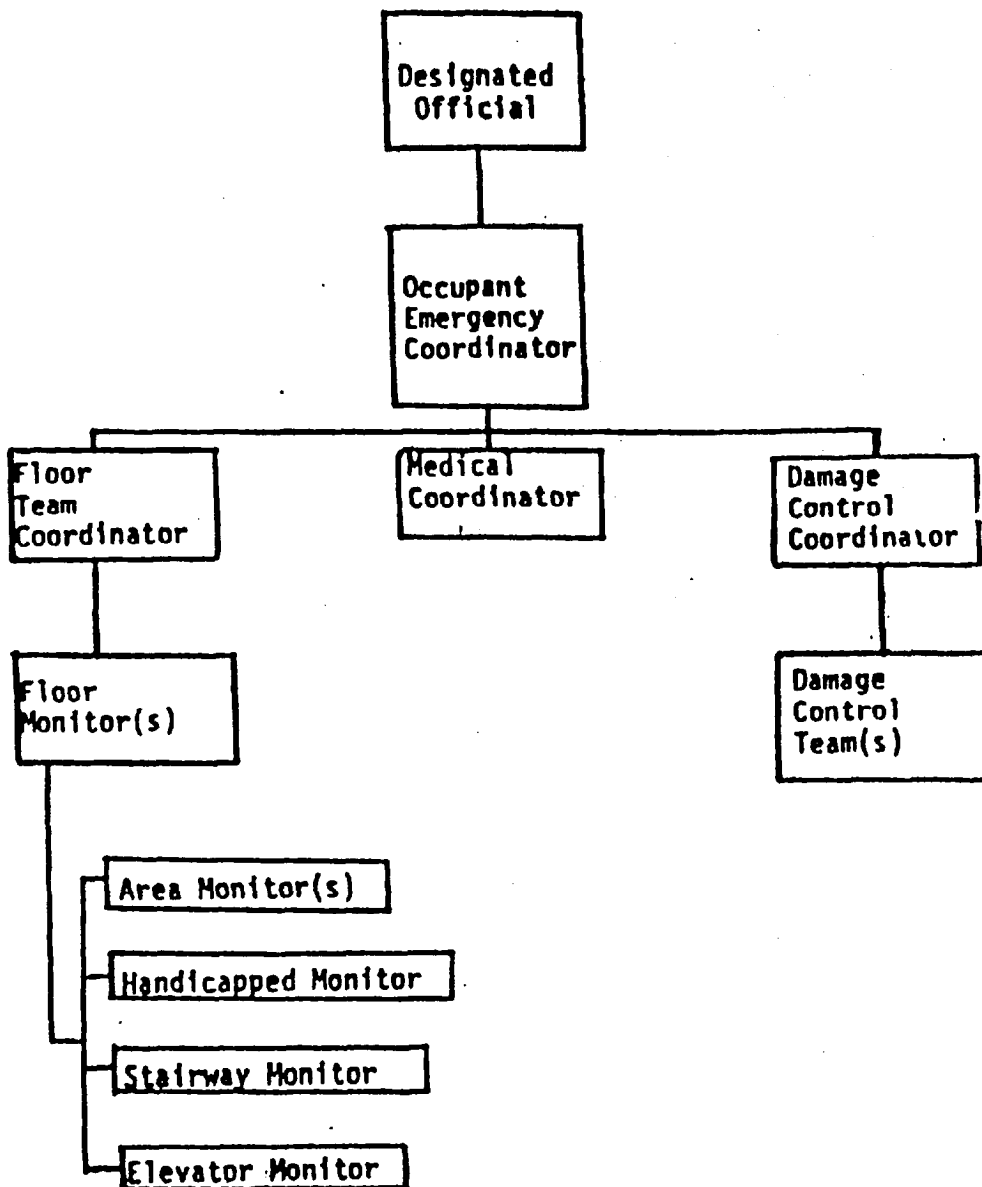 Designated
Official
Occupant
Emergency
Coordinator
Floor
Team
Coordinator
Medical
Coordinator
Damage
Control
Coordinator
Floor
Monitor(s)
Damage
Control
Team(s)
Area Monitor(s)
Handicapped Monitor
Stairway Monitor
Elevator Monitor